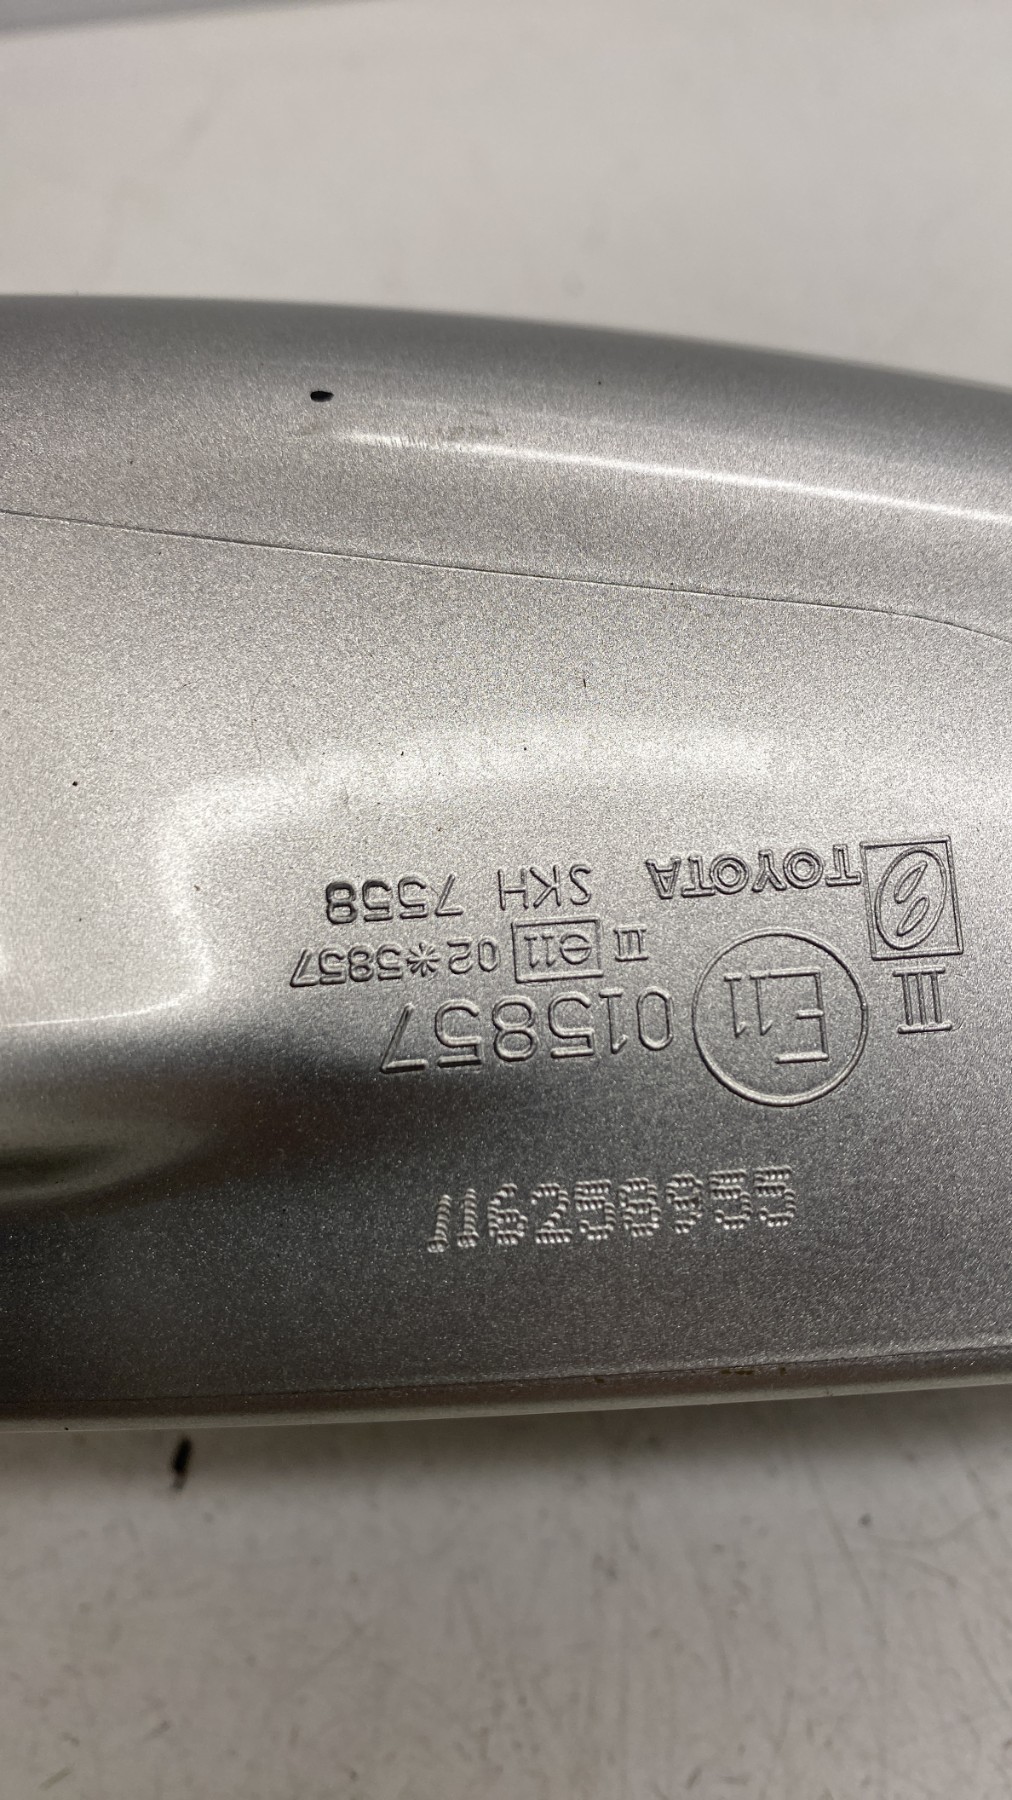 III E11 015857
II e11 02*5857
TOYOTA SKH 7558